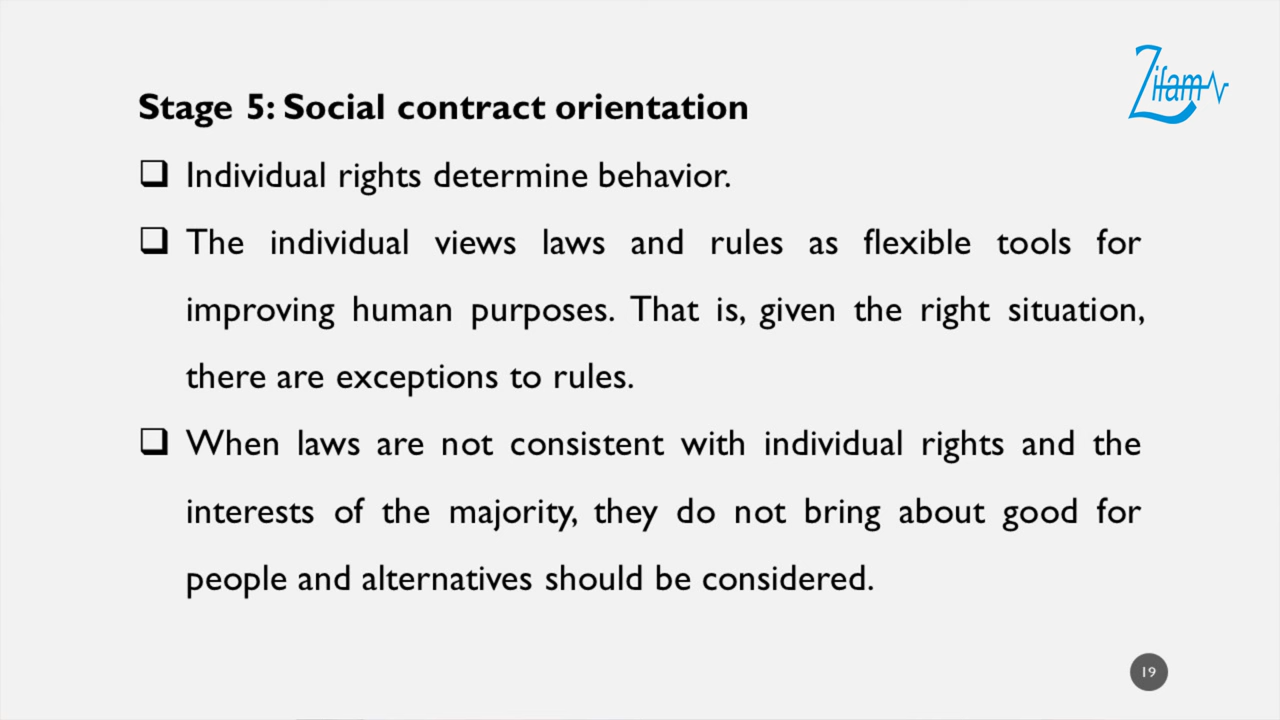 Zifam
Stage 5: Social contract orientation
❑ Individual rights determine behavior.
❑ The individual views laws and rules as flexible tools for
improving human purposes. That is, given the right situation,
there are exceptions to rules.
❑ When laws are not consistent with individual rights and the
interests of the majority, they do not bring about good for
people and alternatives should be considered.
19